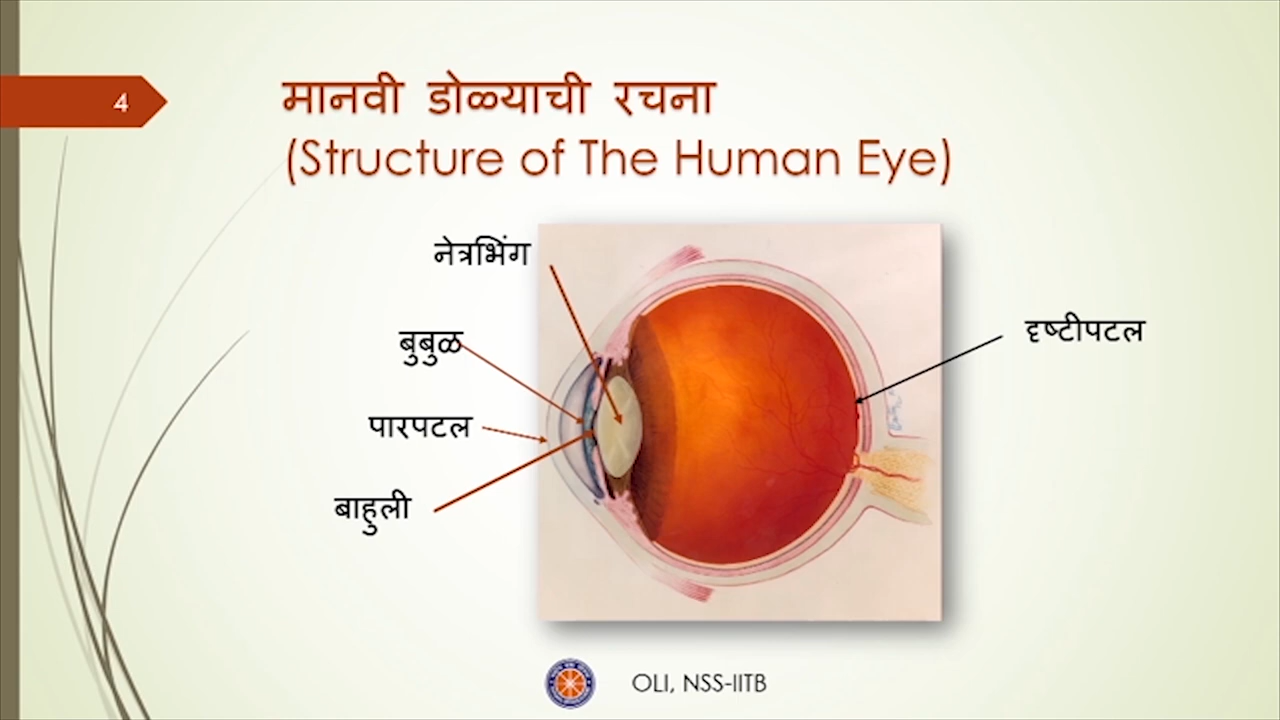 4
मानवी डोळ्याची रचना
(Structure of The Human Eye)
नेत्रभिंग
बुबुळ
पारपटल
बाहुली
दृष्टीपटल
OLI, NSS-IITB